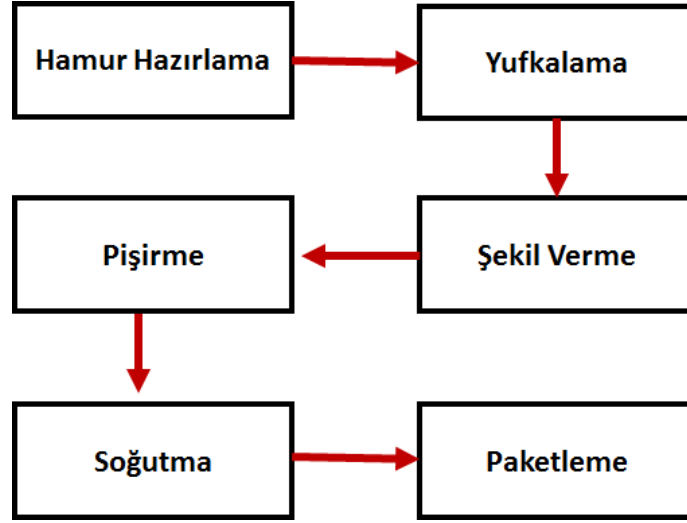 Hamur Hazırlama
Yufkalama
Şekil Verme
Pişirme
Soğutma
Paketleme